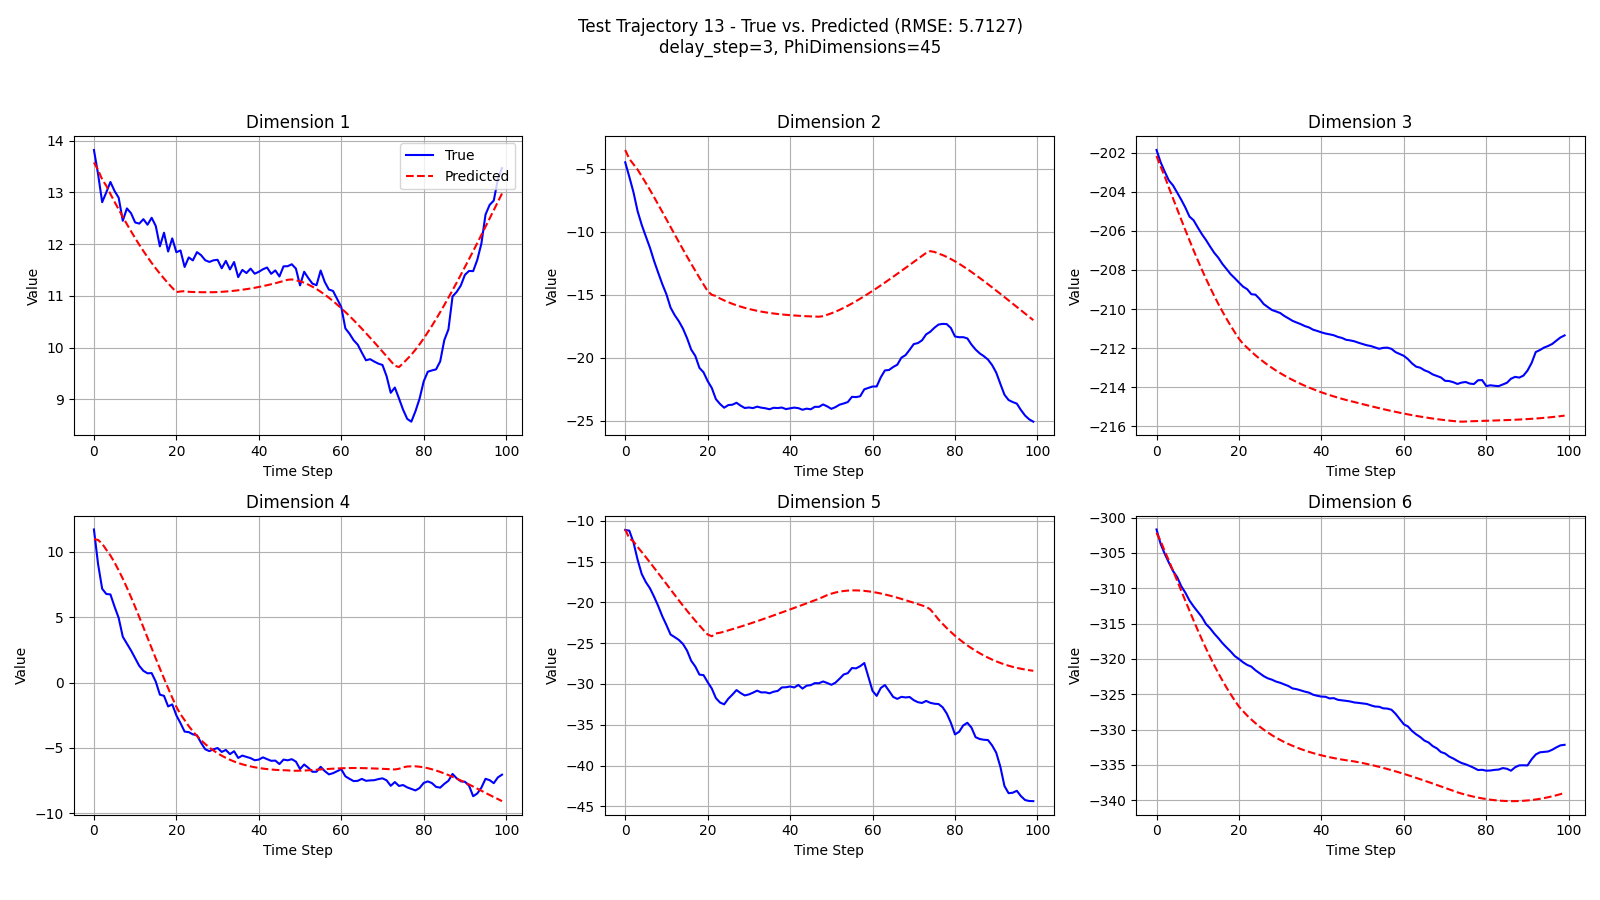 Test Trajectory 13 - True vs. Predicted (RMSE: 5.7127)
delay_step=3, PhiDimensions=45
Dimension 1
14
13
12
11
10
9
Value
0 20 40 60 80 100
Time Step
True
Predicted
Dimension 2
−5
−10
−15
−20
−25
Value
0 20 40 60 80 100
Time Step
Dimension 3
−202
−204
−206
−208
−210
−212
−214
−216
Value
0 20 40 60 80 100
Time Step
Dimension 4
10
5
0
−5
−10
Value
0 20 40 60 80 100
Time Step
Dimension 5
−10
−15
−20
−25
−30
−35
−40
−45
Value
0 20 40 60 80 100
Time Step
Dimension 6
−300
−305
−310
−315
−320
−325
−330
−335
−340
Value
0 20 40 60 80 100
Time Step